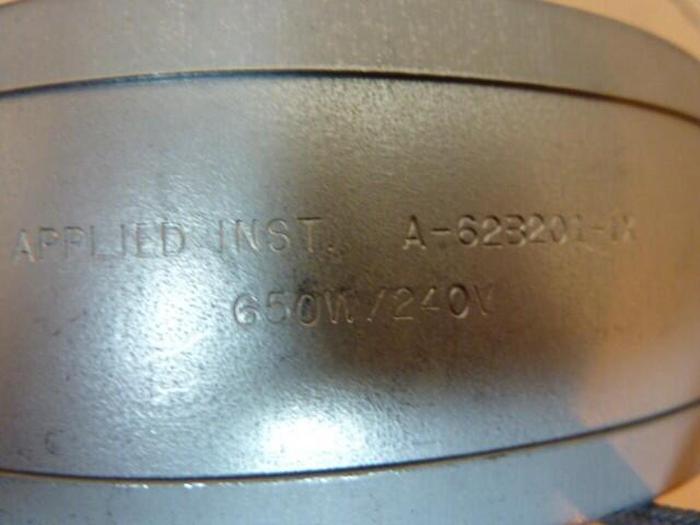 APPLIED INST. A-62B201-1X
650W/240V